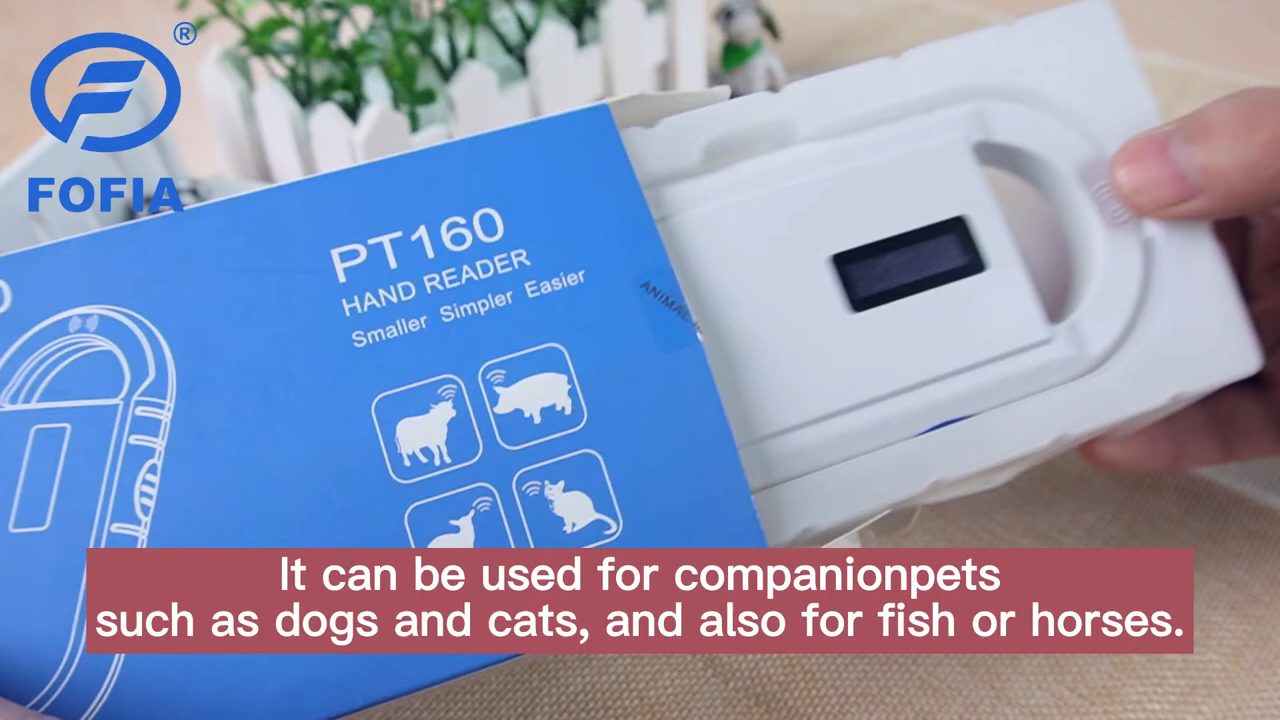 ®
FOFIA
PT160
HAND READER
Smaller Simpler Easier
It can be used for companionpets
such as dogs and cats, and also for fish or horses.